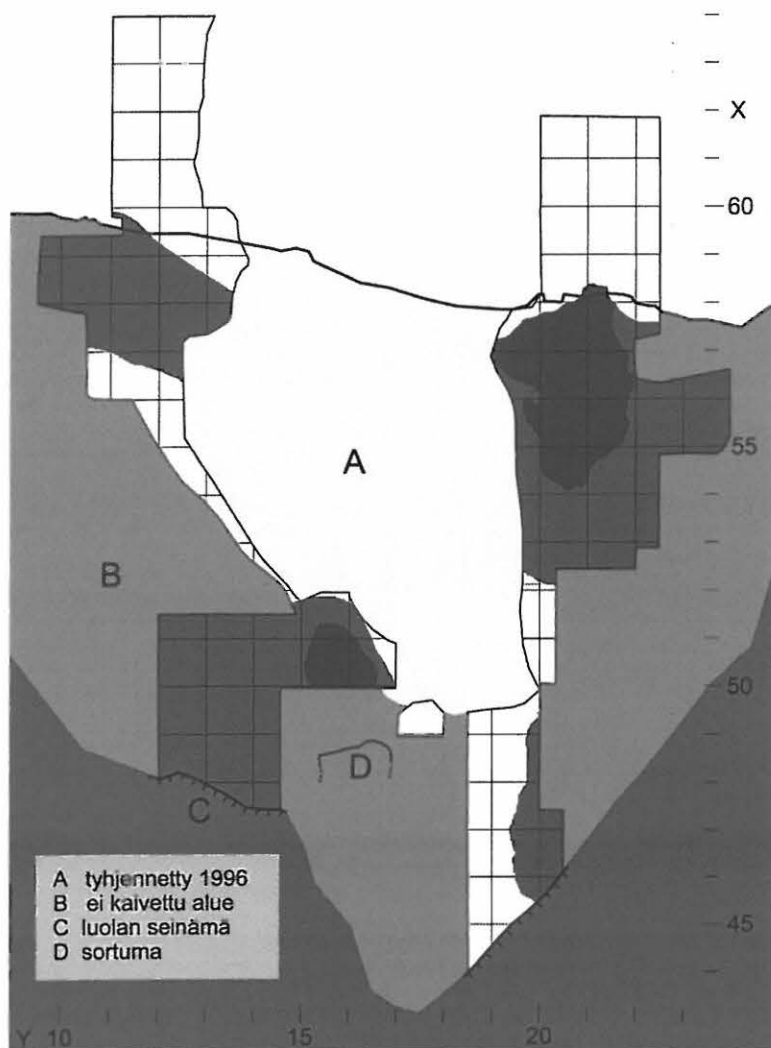 X
60
A
55
B
50
D
C
A tyhjennetty 1996
B ei kaivettu alue
C luolan seinämä
D sortuma
45
Y 10 15 20